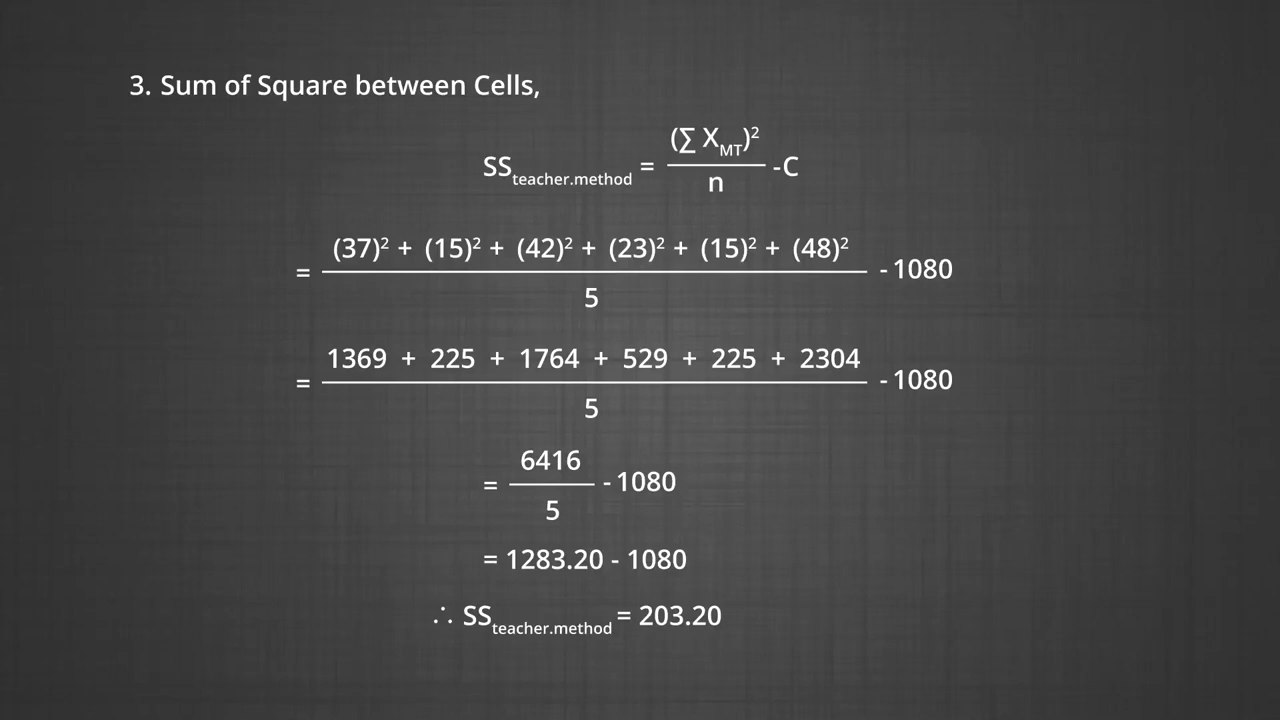 3. Sum of Square between Cells,
SS_teacher.method = (∑ X_MT)² / n -C
= (37)² + (15)² + (42)² + (23)² + (15)² + (48)² / 5 - 1080
= 1369 + 225 + 1764 + 529 + 225 + 2304 / 5 - 1080
= 6416 / 5 - 1080
= 1283.20 - 1080
∴ SS_teacher.method = 203.20